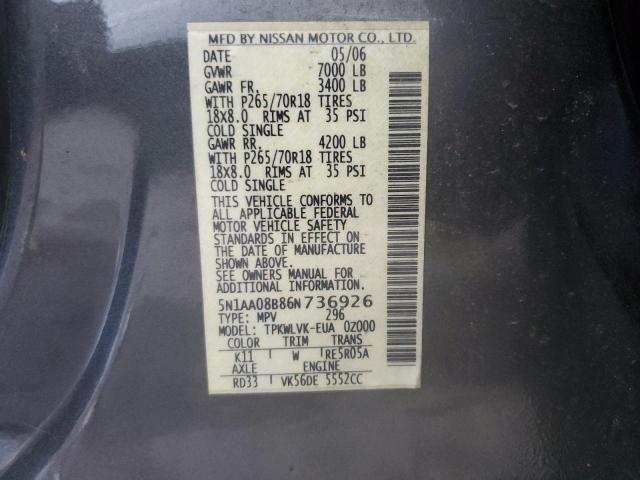 MFD BY NISSAN MOTOR CO., LTD.
DATE 05/06
GVWR 7000 LB
GAWR FR. 3400 LB
WITH P265/70R18 TIRES
18X8.0 RIMS AT 35 PSI
COLD SINGLE
GAWR RR. 4200 LB
WITH P265/70R18 TIRES
18X8.0 RIMS AT 35 PSI
COLD SINGLE
THIS VEHICLE CONFORMS TO
ALL APPLICABLE FEDERAL
MOTOR VEHICLE SAFETY
STANDARDS IN EFFECT ON
THE DATE OF MANUFACTURE
SHOWN ABOVE.
SEE OWNERS MANUAL FOR
ADDITIONAL INFORMATION.
5N1AA08B86N736926
TYPE: MPV 296
MODEL: TPKWLVK-EUA 0Z000
COLOR TRIM TRANS
K11 W RE5R05A
AXLE ENGINE
RD33 VK56DE 5552CC